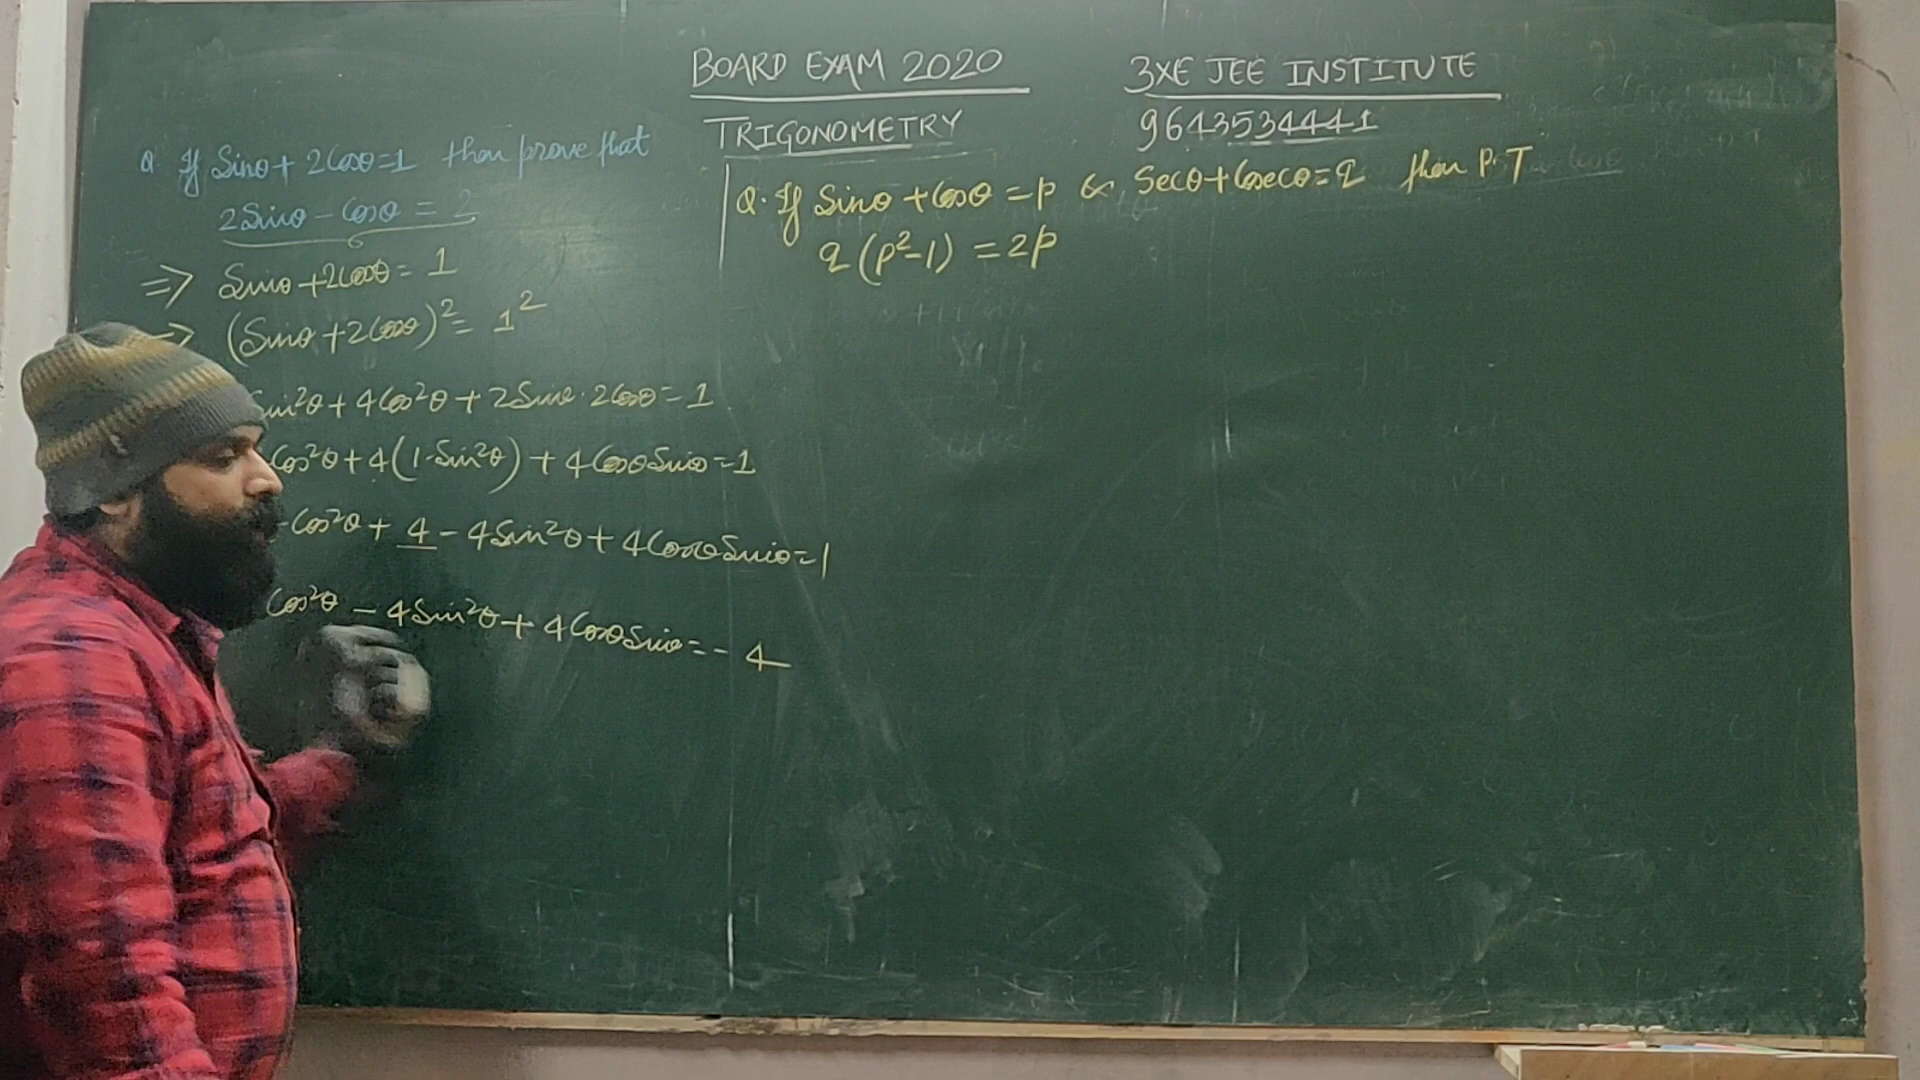 BOARD EXAM 2020
3XE JEE INSTITUTE
TRIGONOMETRY
9643534441
Q. If Sinθ + 2Cosθ = 1 then prove that
2Sinθ - Cosθ = 2
⇒ Sinθ + 2Cosθ = 1
⇒ (Sinθ + 2Cosθ)² = 1²
Sin²θ + 4Cos²θ + 2Sinθ · 2Cosθ = 1
Cos²θ + 4(1-Sin²θ) + 4CosθSinθ = 1
-Cos²θ + 4 - 4Sin²θ + 4CosθSinθ = 1
Cos²θ - 4Sin²θ + 4CosθSinθ = - 4
Q. If Sinθ + Cosθ = p & Secθ + Cosecθ = q then P.T
q (p²-1) = 2p